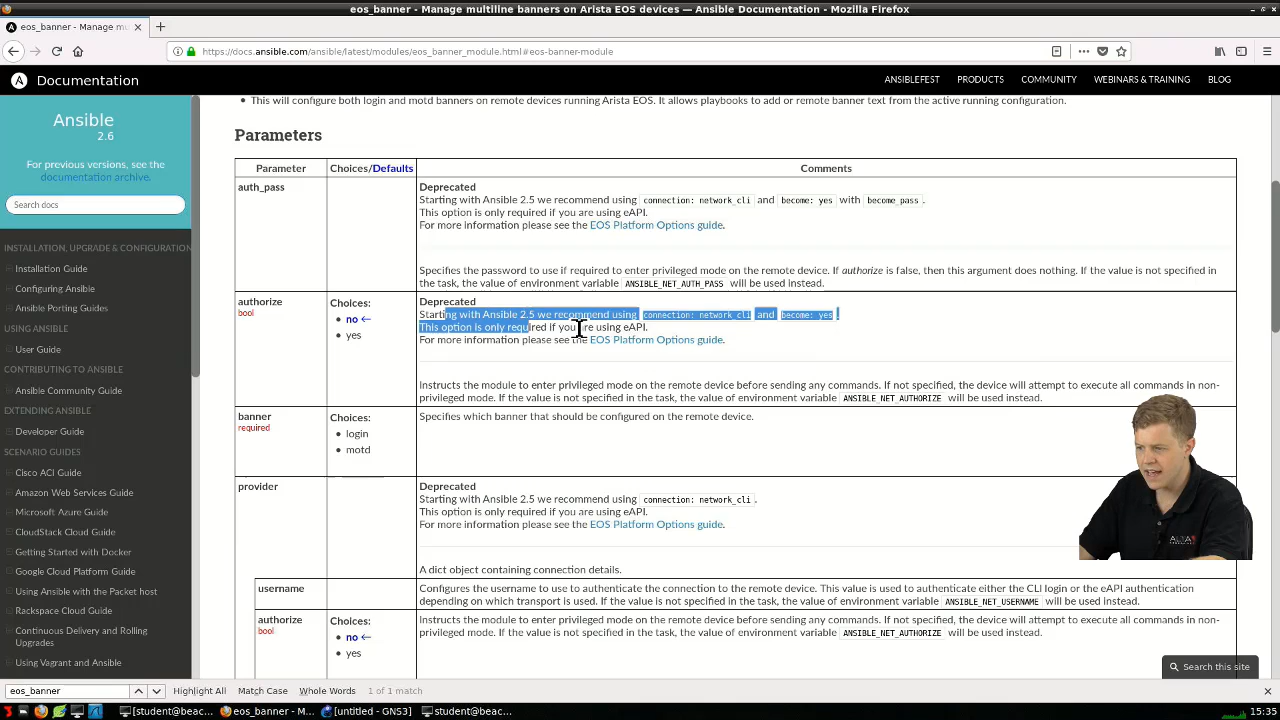 eos_banner - Manage multiline banners on Arista EOS devices — Ansible Documentation - Mozilla Firefox
eos_banner - Manage mu
https://docs.ansible.com/ansible/latest/modules/eos_banner_module.html#eos-banner-module
A Documentation
ANSIBLEFEST PRODUCTS COMMUNITY WEBINARS & TRAINING BLOG
Ansible
2.6
For previous versions, see the
documentation archive.
Search docs
INSTALLATION, UPGRADE & CONFIGURATION
Installation Guide
Configuring Ansible
Ansible Porting Guides
USING ANSIBLE
User Guide
CONTRIBUTING TO ANSIBLE
Ansible Community Guide
EXTENDING ANSIBLE
Developer Guide
SCENARIO GUIDES
Cisco ACI Guide
Amazon Web Services Guide
Microsoft Azure Guide
CloudStack Cloud Guide
Getting Started with Docker
Google Cloud Platform Guide
Using Ansible with the Packet host
Rackspace Cloud Guide
Continuous Delivery and Rolling
Upgrades
Using Vagrant and Ansible
• This will configure both login and motd banners on remote devices running Arista EOS. It allows playbooks to add or remote banner text from the active running configuration.
Parameters
Parameter Choices/Defaults Comments
auth_pass
Deprecated
Starting with Ansible 2.5 we recommend using connection: network_cli and become: yes with become_pass.
This option is only required if you are using eAPI.
For more information please see the EOS Platform Options guide.
Specifies the password to use if required to enter privileged mode on the remote device. If authorize is false, then this argument does nothing. If the value is not specified in
the task, the value of environment variable ANSIBLE_NET_AUTH_PASS will be used instead.
authorize
bool
Choices:
• no ←
• yes
Deprecated
Starting with Ansible 2.5 we recommend using connection: network_cli and become: yes.
This option is only required if you are using eAPI.
For more information please see the EOS Platform Options guide.
Instructs the module to enter privileged mode on the remote device before sending any commands. If not specified, the device will attempt to execute all commands in non-
privileged mode. If the value is not specified in the task, the value of environment variable ANSIBLE_NET_AUTHORIZE will be used instead.
banner
required
Choices:
• login
• motd
Specifies which banner that should be configured on the remote device.
provider
Deprecated
Starting with Ansible 2.5 we recommend using connection: network_cli.
This option is only required if you are using eAPI.
For more information please see the EOS Platform Options guide.
A dict object containing connection details.
username
Configures the username to use to authenticate the connection to the remote device. This value is used to authenticate either the CLI login or the eAPI authentication
depending on which transport is used. If the value is not specified in the task, the value of environment variable ANSIBLE_NET_USERNAME will be used instead.
authorize
bool
Choices:
• no ←
• yes
Instructs the module to enter privileged mode on the remote device before sending any commands. If not specified, the device will attempt to execute all commands in non-
privileged mode. If the value is not specified in the task, the value of environment variable ANSIBLE_NET_AUTHORIZE will be used instead.
Search this site
eos_banner Highlight All Match Case Whole Words 1 of 1 match
[student@beac... eos_banner - M... [untitled - GNS3] [student@beac... 15:35